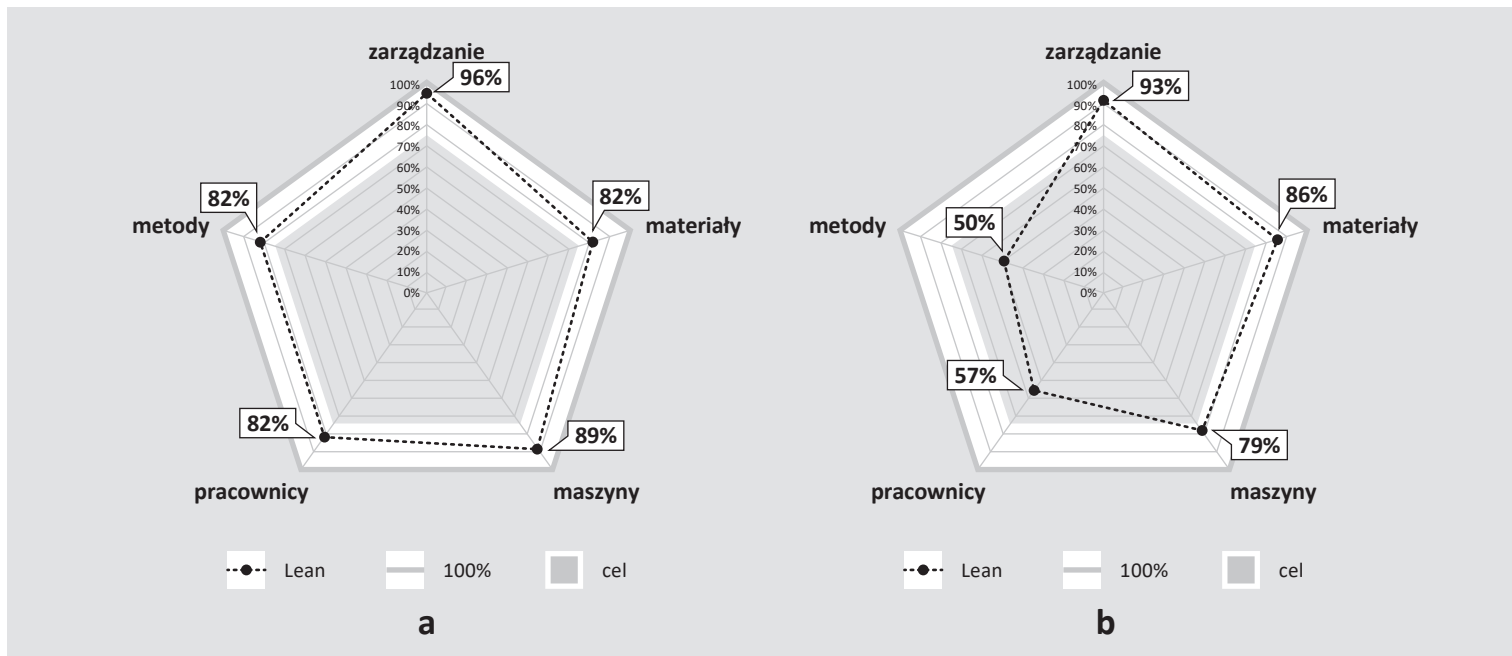 zarządzanie
96%
100%
90%
80%
70%
60%
50%
40%
30%
20%
10%
0%
82%
metody
82%
materiały
82%
pracownicy
89%
maszyny
Lean
100%
cel
a
zarządzanie
93%
100%
90%
80%
70%
60%
50%
40%
30%
20%
10%
0%
50%
metody
86%
materiały
57%
pracownicy
79%
maszyny
Lean
100%
cel
b